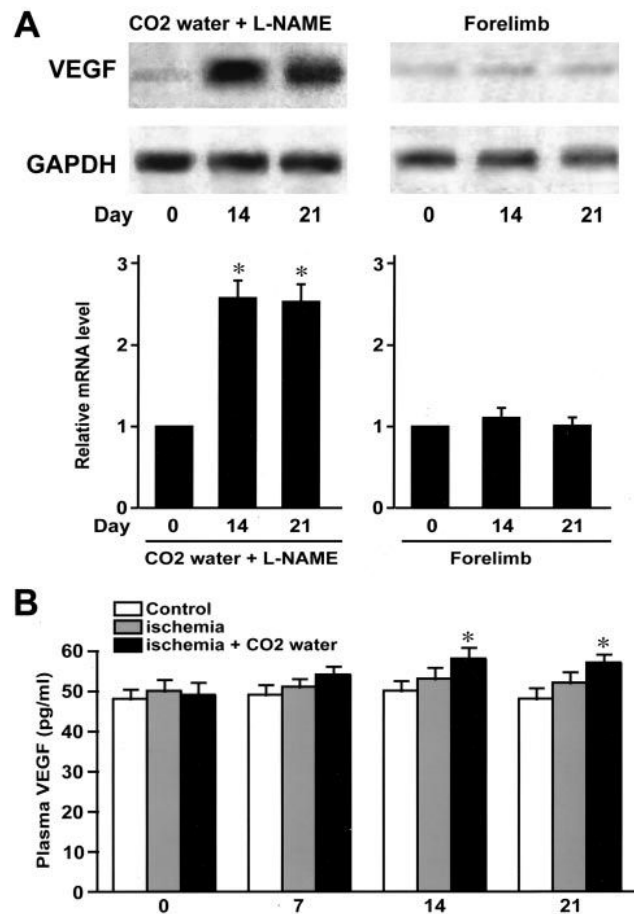 A
CO2 water + L-NAME Forelimb
VEGF
GAPDH
Day 0 14 21 0 14 21
Relative mRNA level
3
2
1
0
* *
Day 0 14 21
CO2 water + L-NAME
3
2
1
0
0 14 21
Forelimb
B
Control
ischemia
ischemia + CO2 water
Plasma VEGF (pg/ml)
60
50
40
30
20
10
0
* *
0 7 14 21